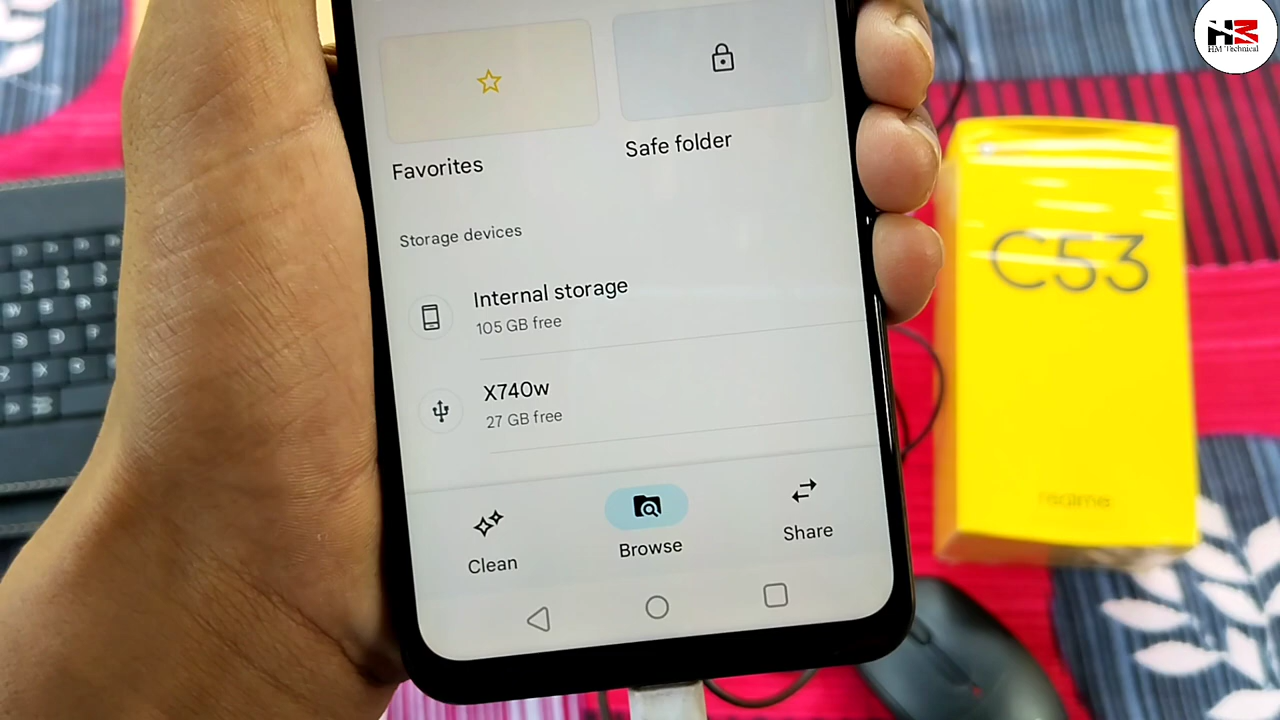 HM Technical
Favorites
Safe folder
Storage devices
Internal storage
105 GB free
X740w
27 GB free
Clean
Browse
Share
C53
realme